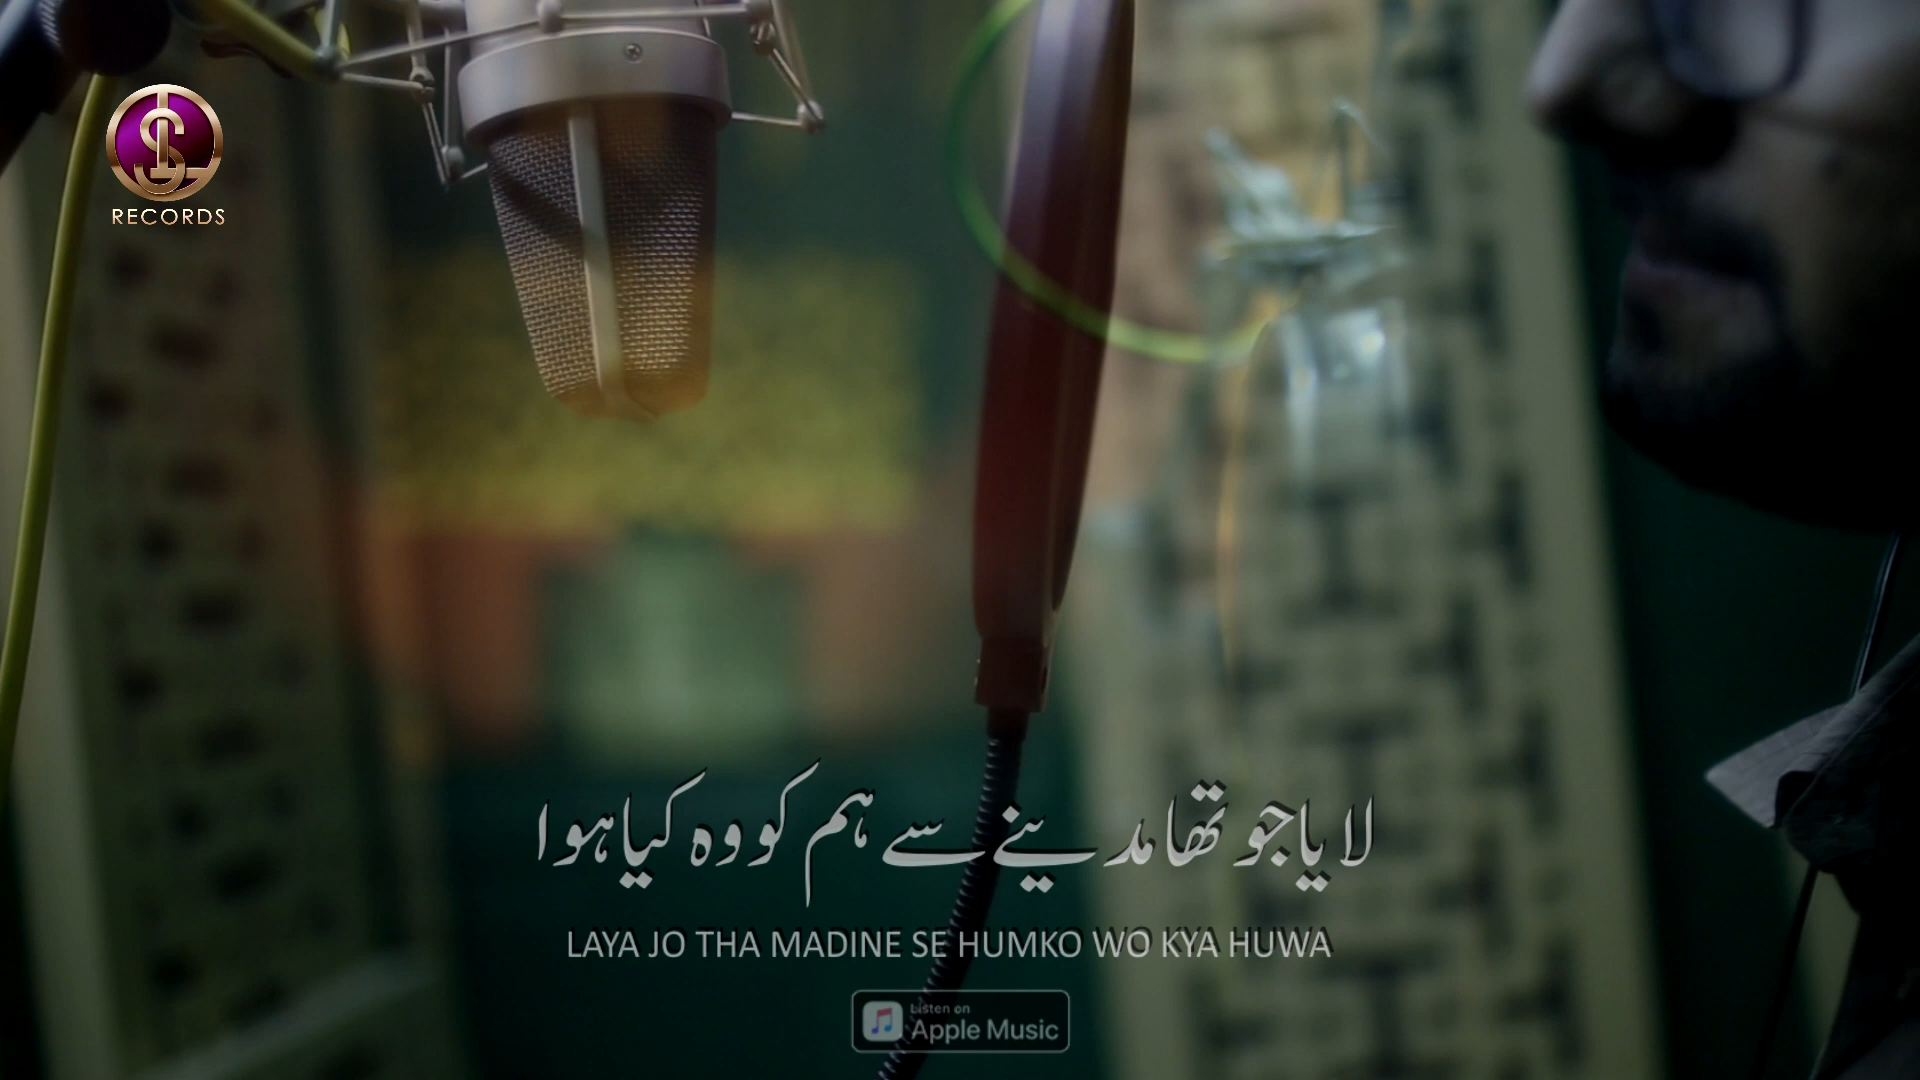 RECORDS
لایا جو تھا مدینے سے ہم کو وہ کیا ہوا
LAYA JO THA MADINE SE HUMKO WO KYA HUWA
Listen on
Apple Music